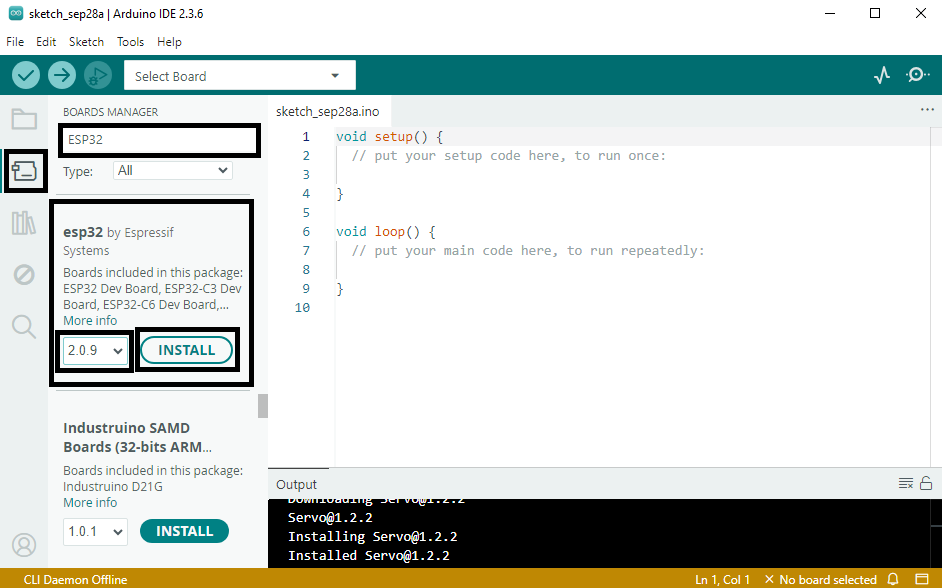 sketch_sep28a | Arduino IDE 2.3.6
File Edit Sketch Tools Help
Select Board
BOARDS MANAGER
ESP32
Type: All
esp32 by Espressif
Systems
Boards included in this package:
ESP32 Dev Board, ESP32-C3 Dev
Board, ESP32-C6 Dev Board,...
More info
2.0.9 INSTALL
Industruino SAMD
Boards (32-bits ARM...
Boards included in this package:
Industruino D21G
More info
1.0.1 INSTALL
sketch_sep28a.ino
1 void setup() {
2 // put your setup code here, to run once:
3
4 }
5
6 void loop() {
7 // put your main code here, to run repeatedly:
8
9 }
10
Output
Downloading Servo@1.2.2
Servo@1.2.2
Installing Servo@1.2.2
Installed Servo@1.2.2
CLI Daemon Offline
Ln 1, Col 1 × No board selected